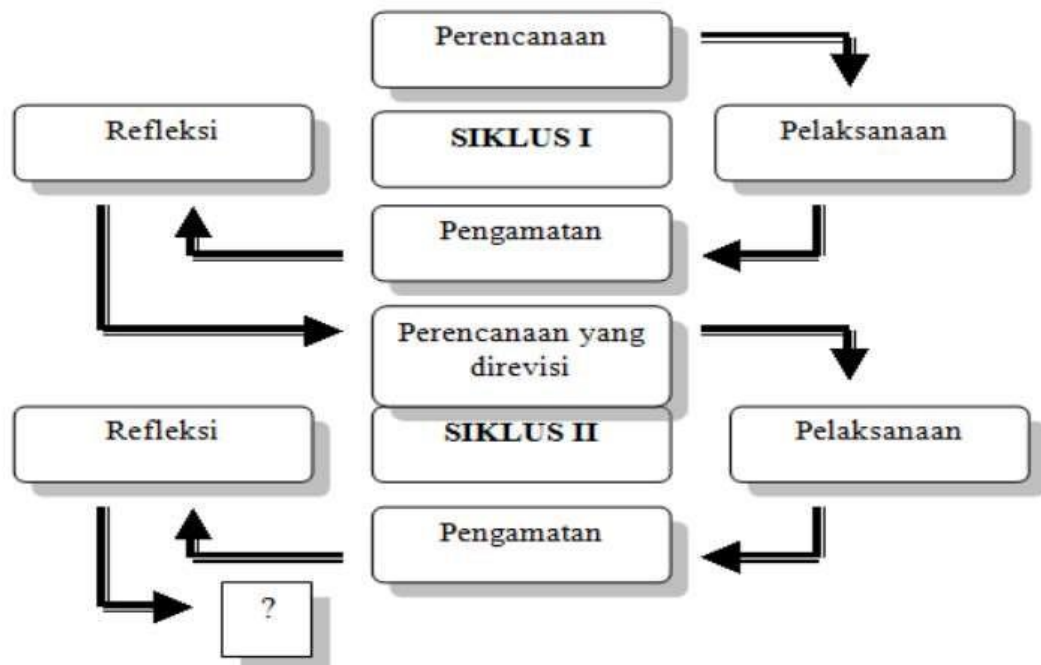 Perencanaan
Refleksi
SIKLUS I
Pelaksanaan
Pengamatan
Perencanaan yang
direvisi
Refleksi
SIKLUS II
Pelaksanaan
Pengamatan
?